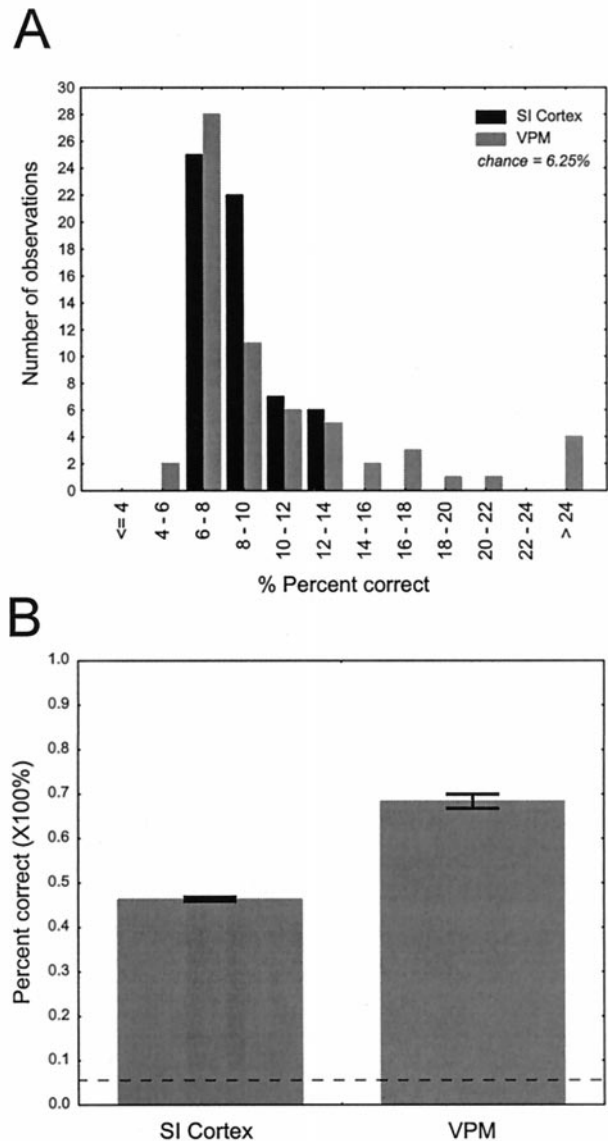 A
30
28
26
24
22
20
18
16
14
12
10
8
6
4
2
0
Number of observations
SI Cortex
VPM
chance = 6.25%
<= 4
4 - 6
6 - 8
8 - 10
10 - 12
12 - 14
14 - 16
16 - 18
18 - 20
20 - 22
22 - 24
> 24
% Percent correct
B
1.0
0.9
0.8
0.7
0.6
0.5
0.4
0.3
0.2
0.1
0.0
Percent correct (X100%)
SI Cortex
VPM